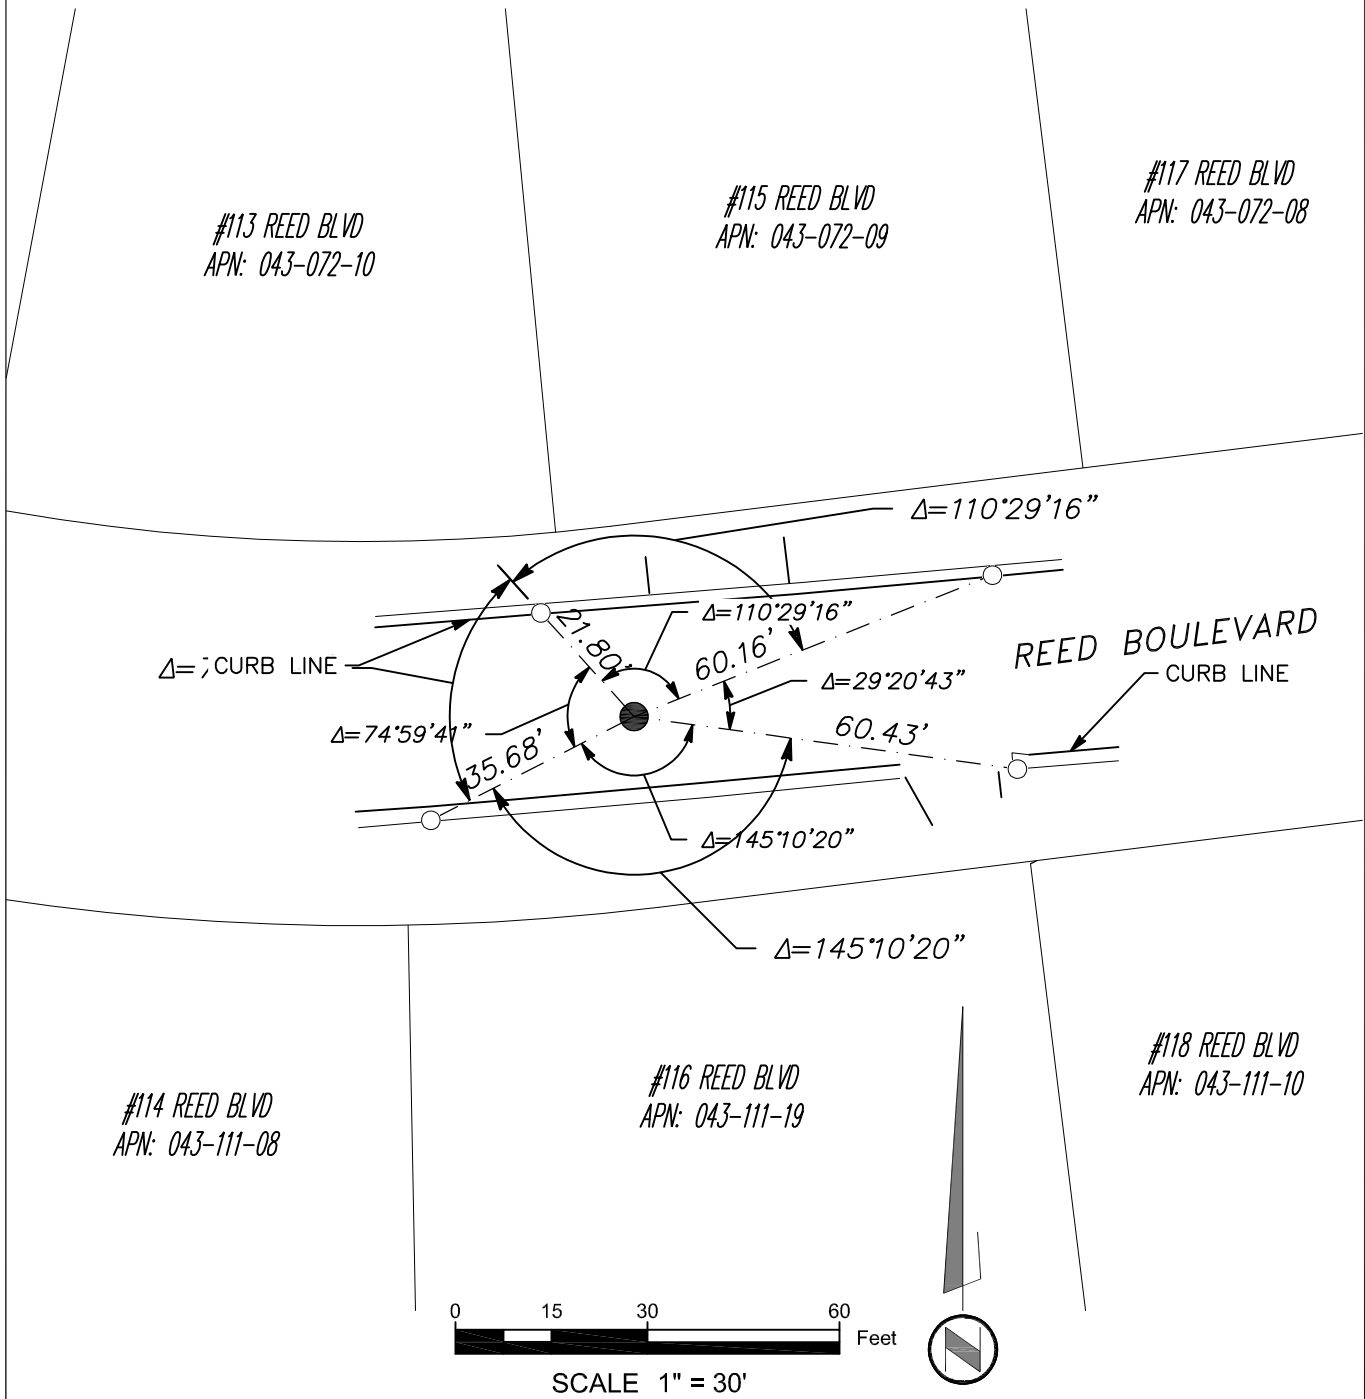 #117 REED BLVD
APN: 043-072-08
#115 REED BLVD
APN: 043-072-09
#113 REED BLVD
APN: 043-072-10
Δ=110°29'16"
Δ=110°29'16"
21.80'
60.16'
REED BOULEVARD
Δ=
CURB LINE
CURB LINE
Δ=29°20'43"
Δ=74°59'41"
60.43'
35.68'
Δ=145°10'20"
Δ=145°10'20"
#118 REED BLVD
APN: 043-111-10
#116 REED BLVD
APN: 043-111-19
#114 REED BLVD
APN: 043-111-08
0 15 30 60
Feet
SCALE 1" = 30'
N